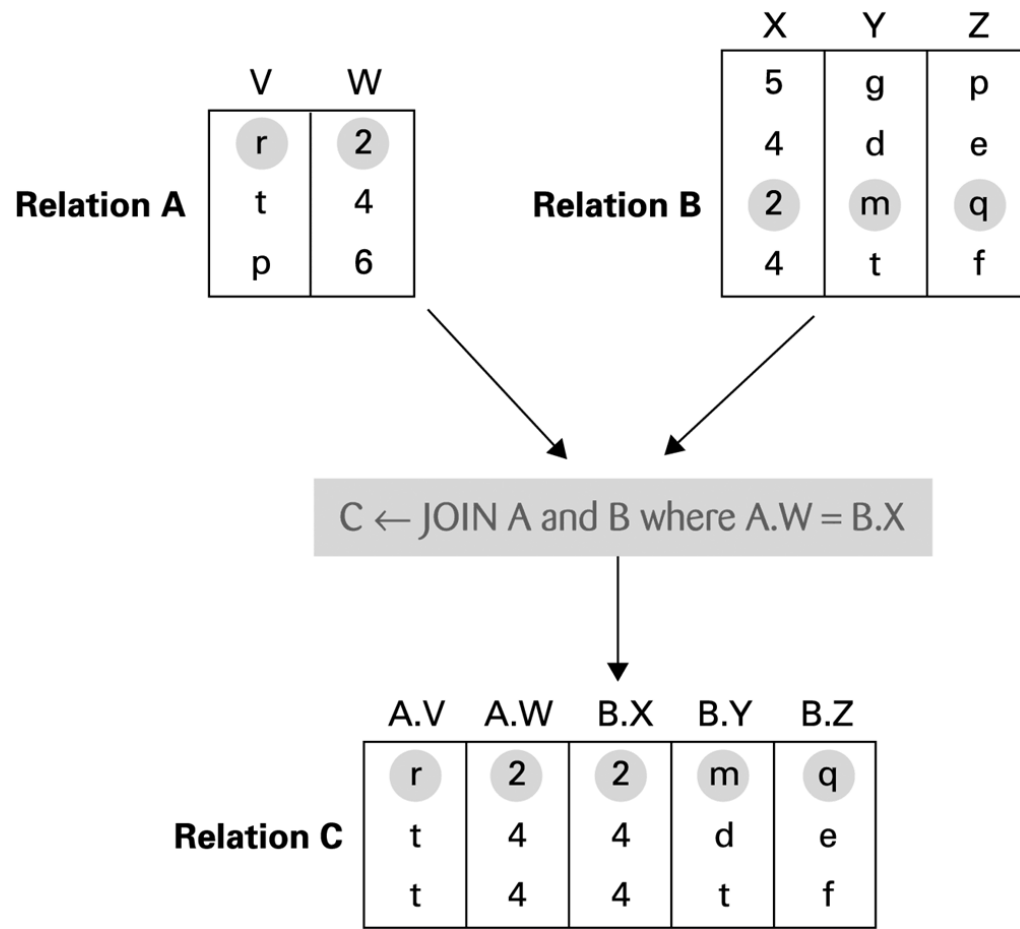 X Y Z
V W
5 g p
r 2
4 d e
Relation A t 4
Relation B 2 m q
p 6
4 t f
C ← JOIN A and B where A.W = B.X
A.V A.W B.X B.Y B.Z
r 2 2 m q
Relation C t 4 4 d e
t 4 4 t f